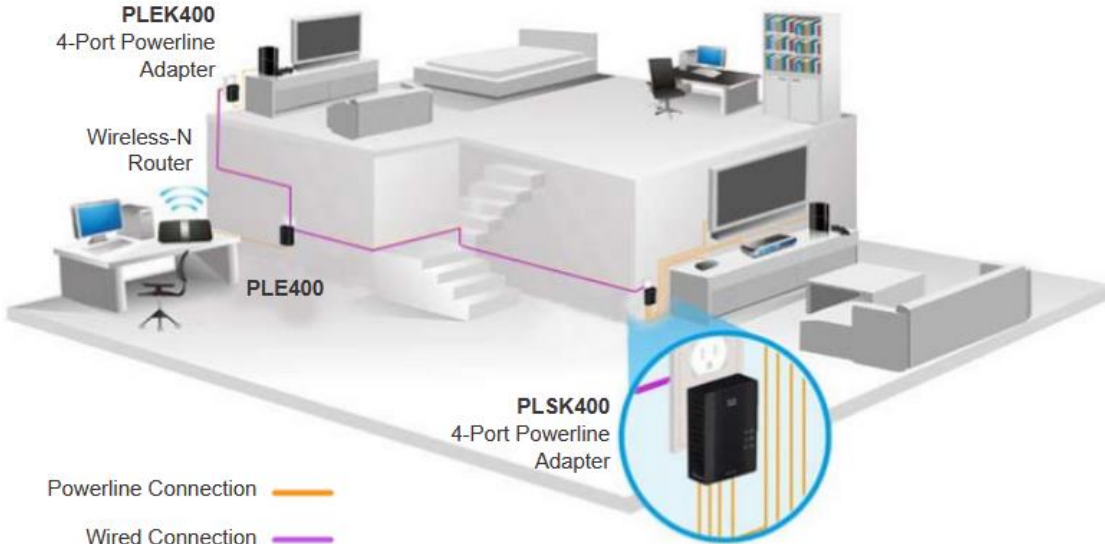 PLEK400
4-Port Powerline
Adapter
Wireless-N
Router
PLE400
PLSK400
4-Port Powerline
Adapter
Powerline Connection
Wired Connection